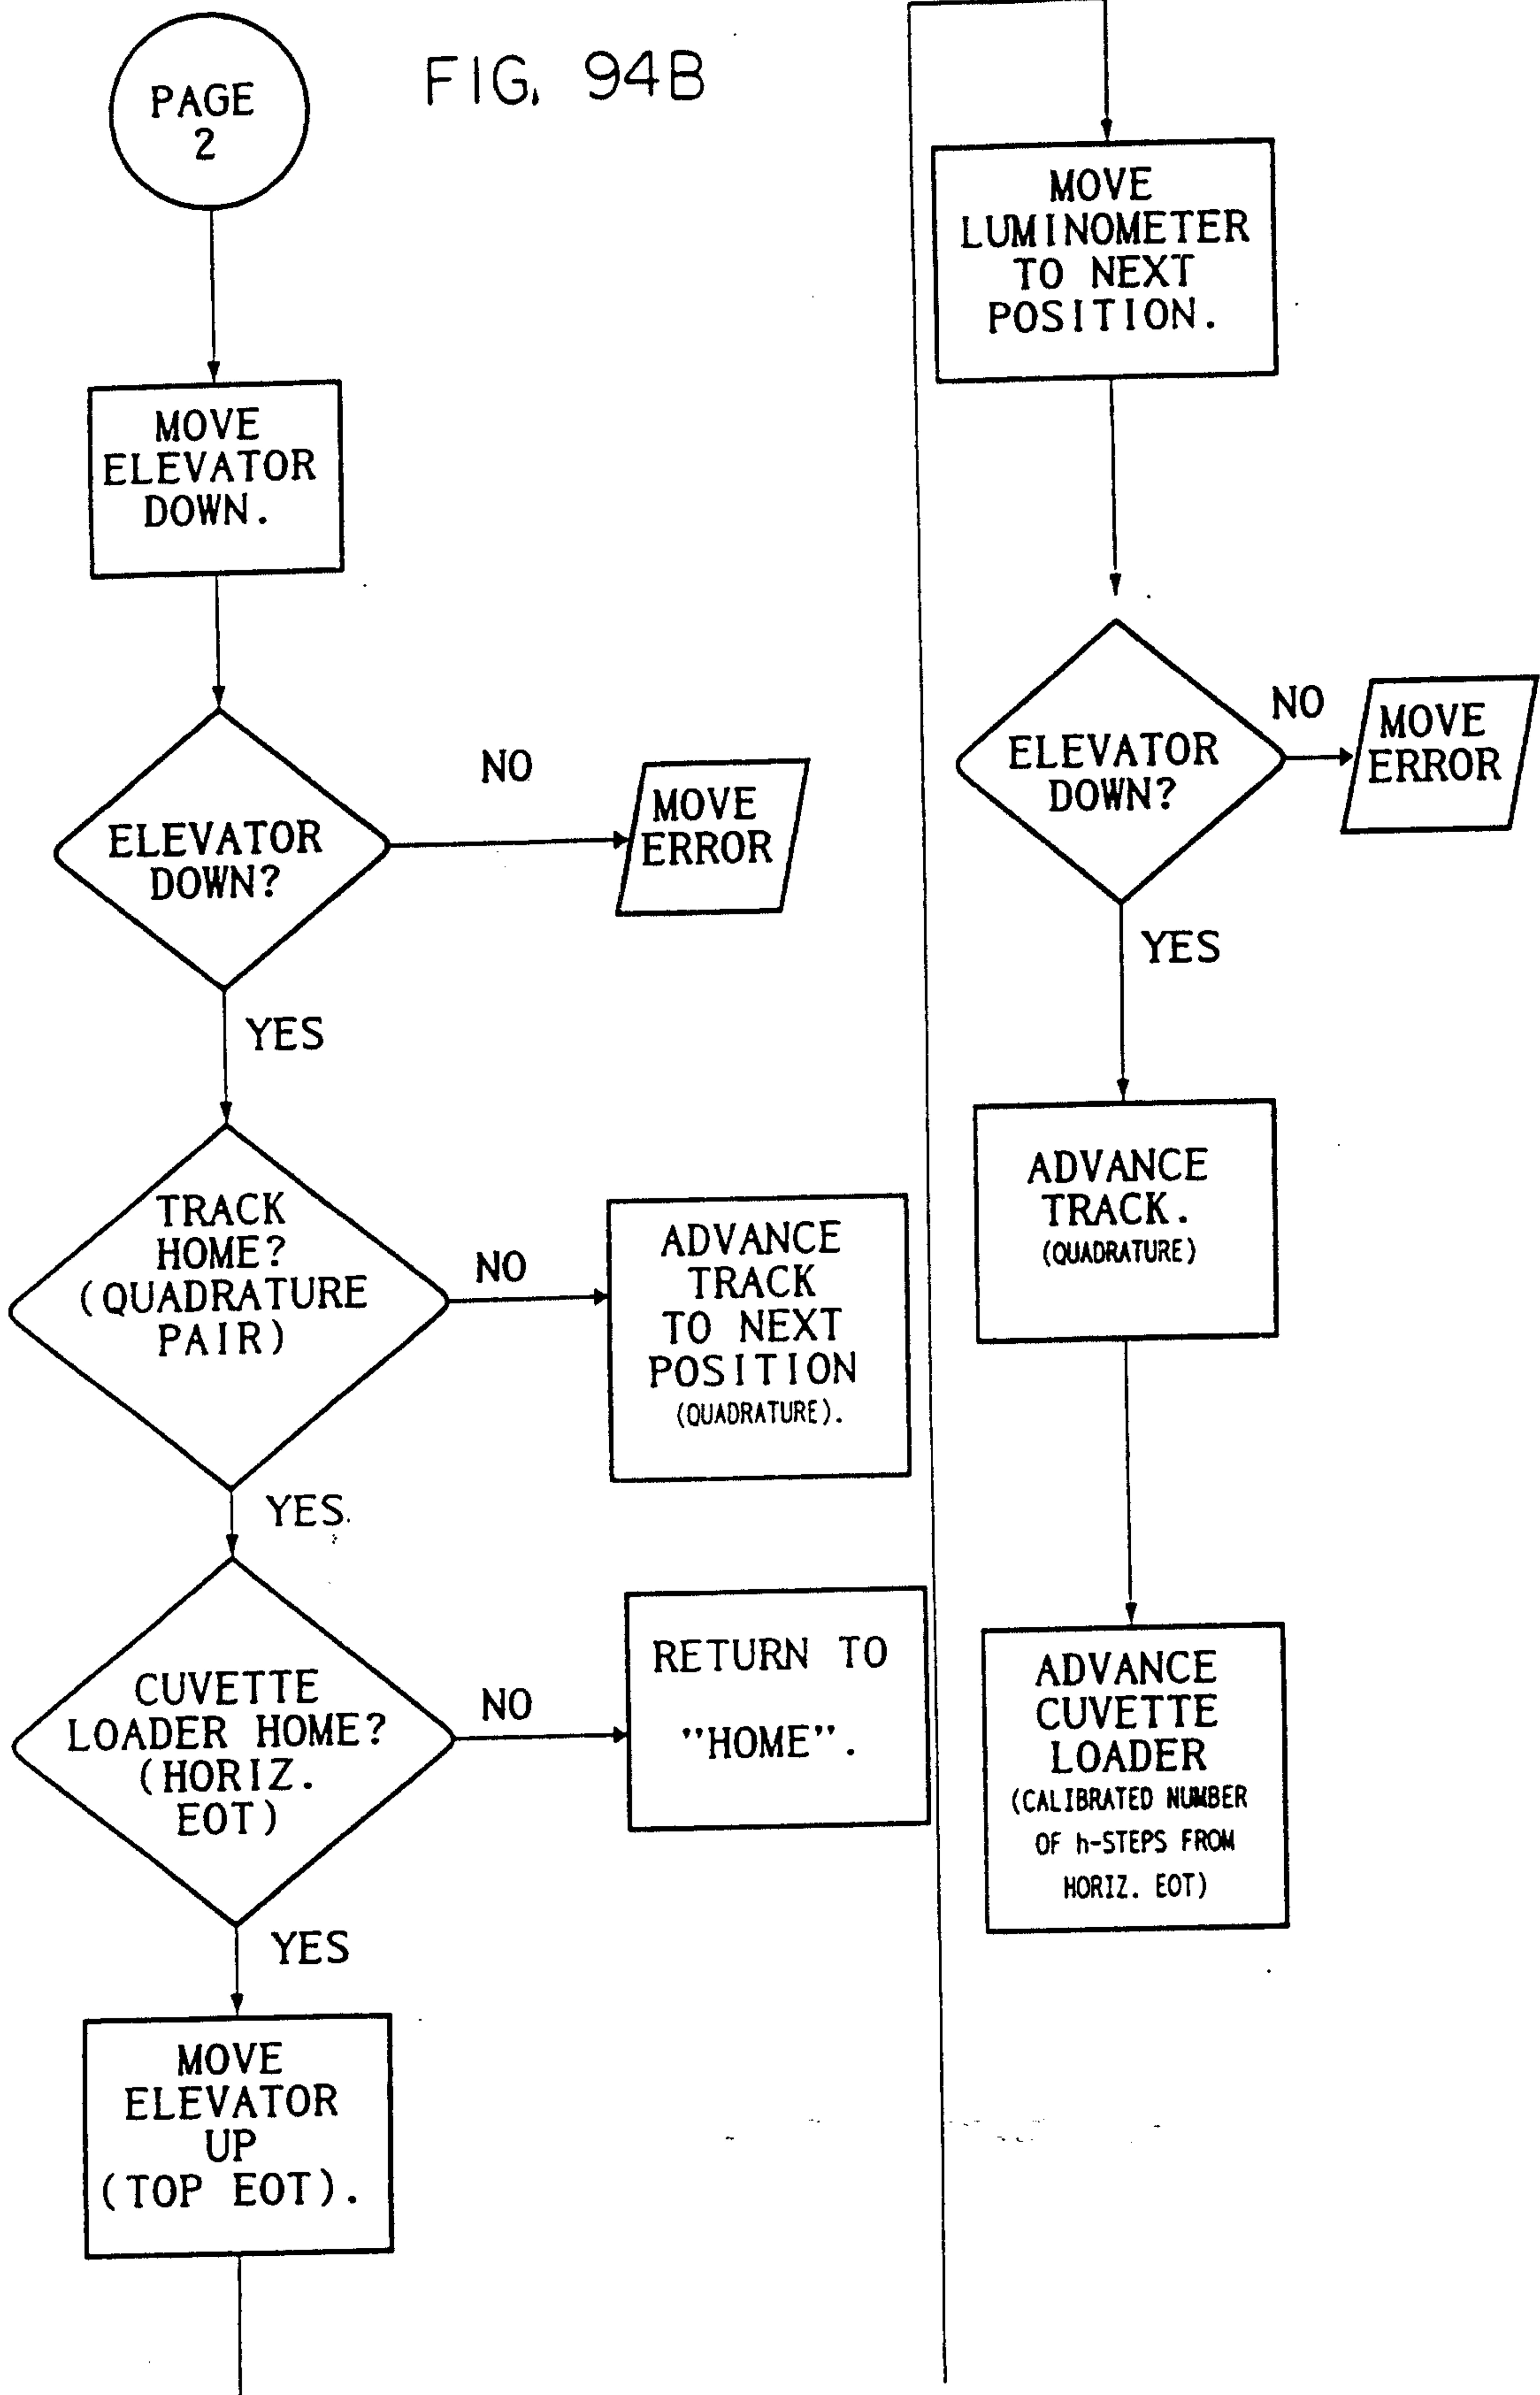 FIG. 94B
PAGE
2
MOVE
ELEVATOR
DOWN.
ELEVATOR
DOWN?
NO
MOVE
ERROR
YES
TRACK
HOME?
(QUADRATURE
PAIR)
NO
ADVANCE
TRACK
TO NEXT
POSITION
(QUADRATURE).
YES
CUVETTE
LOADER HOME?
(HORIZ.
EOT)
NO
RETURN TO
"HOME".
YES
MOVE
ELEVATOR
UP
(TOP EOT).
MOVE
LUMINOMETER
TO NEXT
POSITION.
ELEVATOR
DOWN?
NO
MOVE
ERROR
YES
ADVANCE
TRACK.
(QUADRATURE)
ADVANCE
CUVETTE
LOADER
(CALIBRATED NUMBER
OF h-STEPS FROM
HORIZ. EOT)